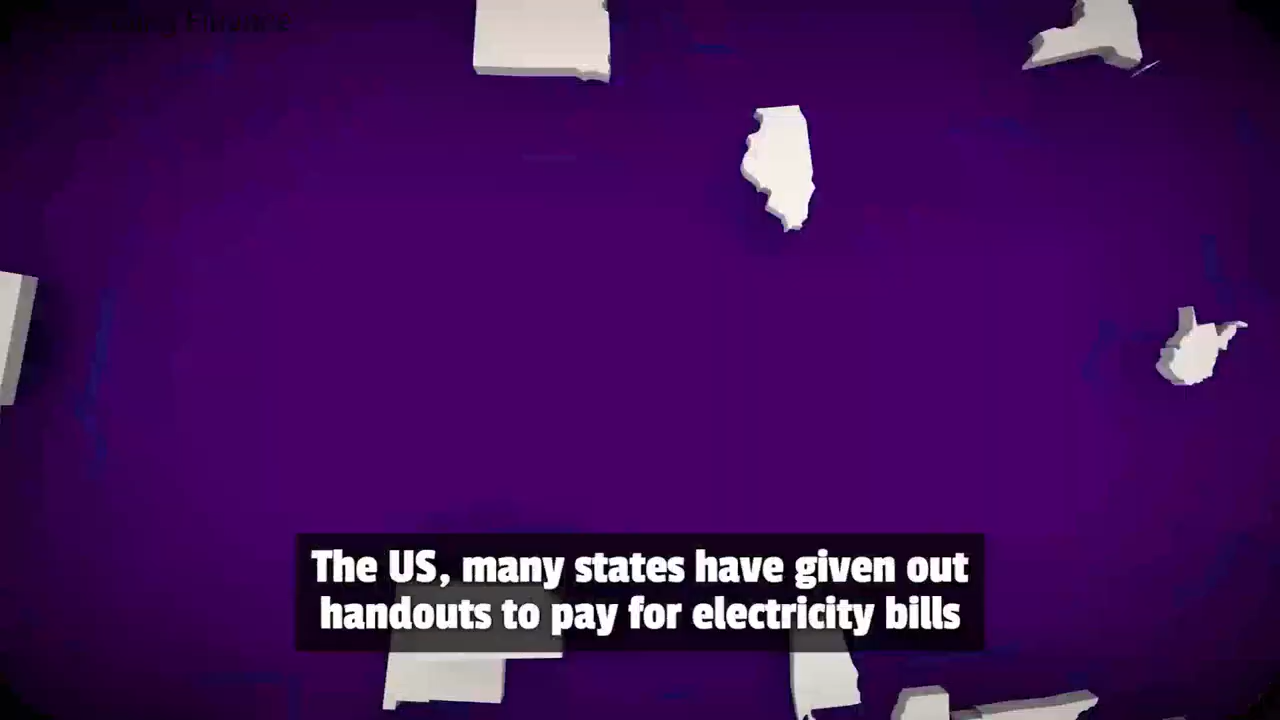 The US, many states have given out
handouts to pay for electricity bills